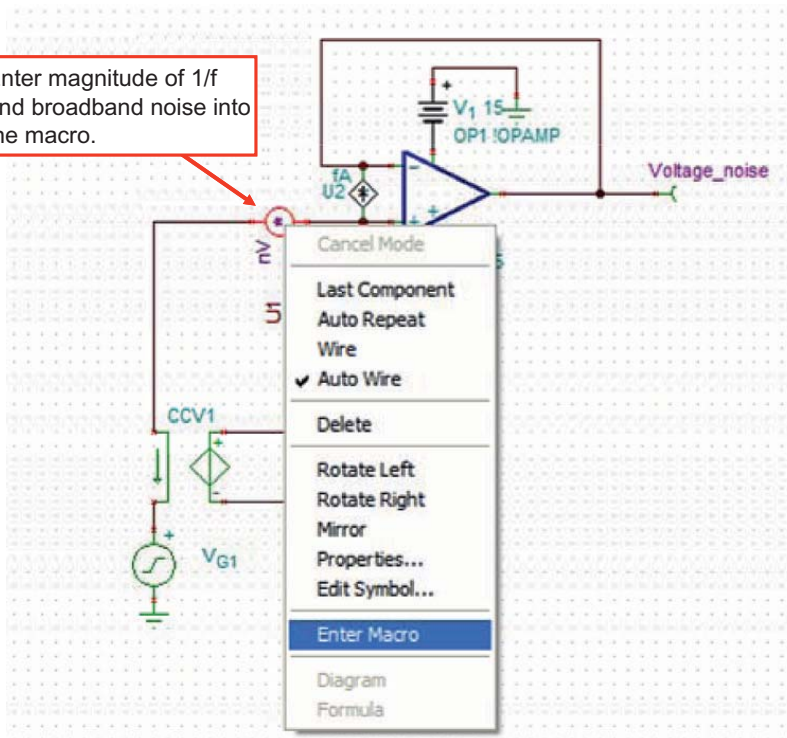 nter magnitude of 1/f
nd broadband noise into
he macro.
+
V1 15
OP1 !OPAMP
fA
U2
-
+ +
Voltage_noise
nV
U1
Cancel Mode
Last Component
Auto Repeat
Wire
Auto Wire
Delete
Rotate Left
Rotate Right
Mirror
Properties...
Edit Symbol...
Enter Macro
Diagram
Formula
CCV1
+
-
+
VG1